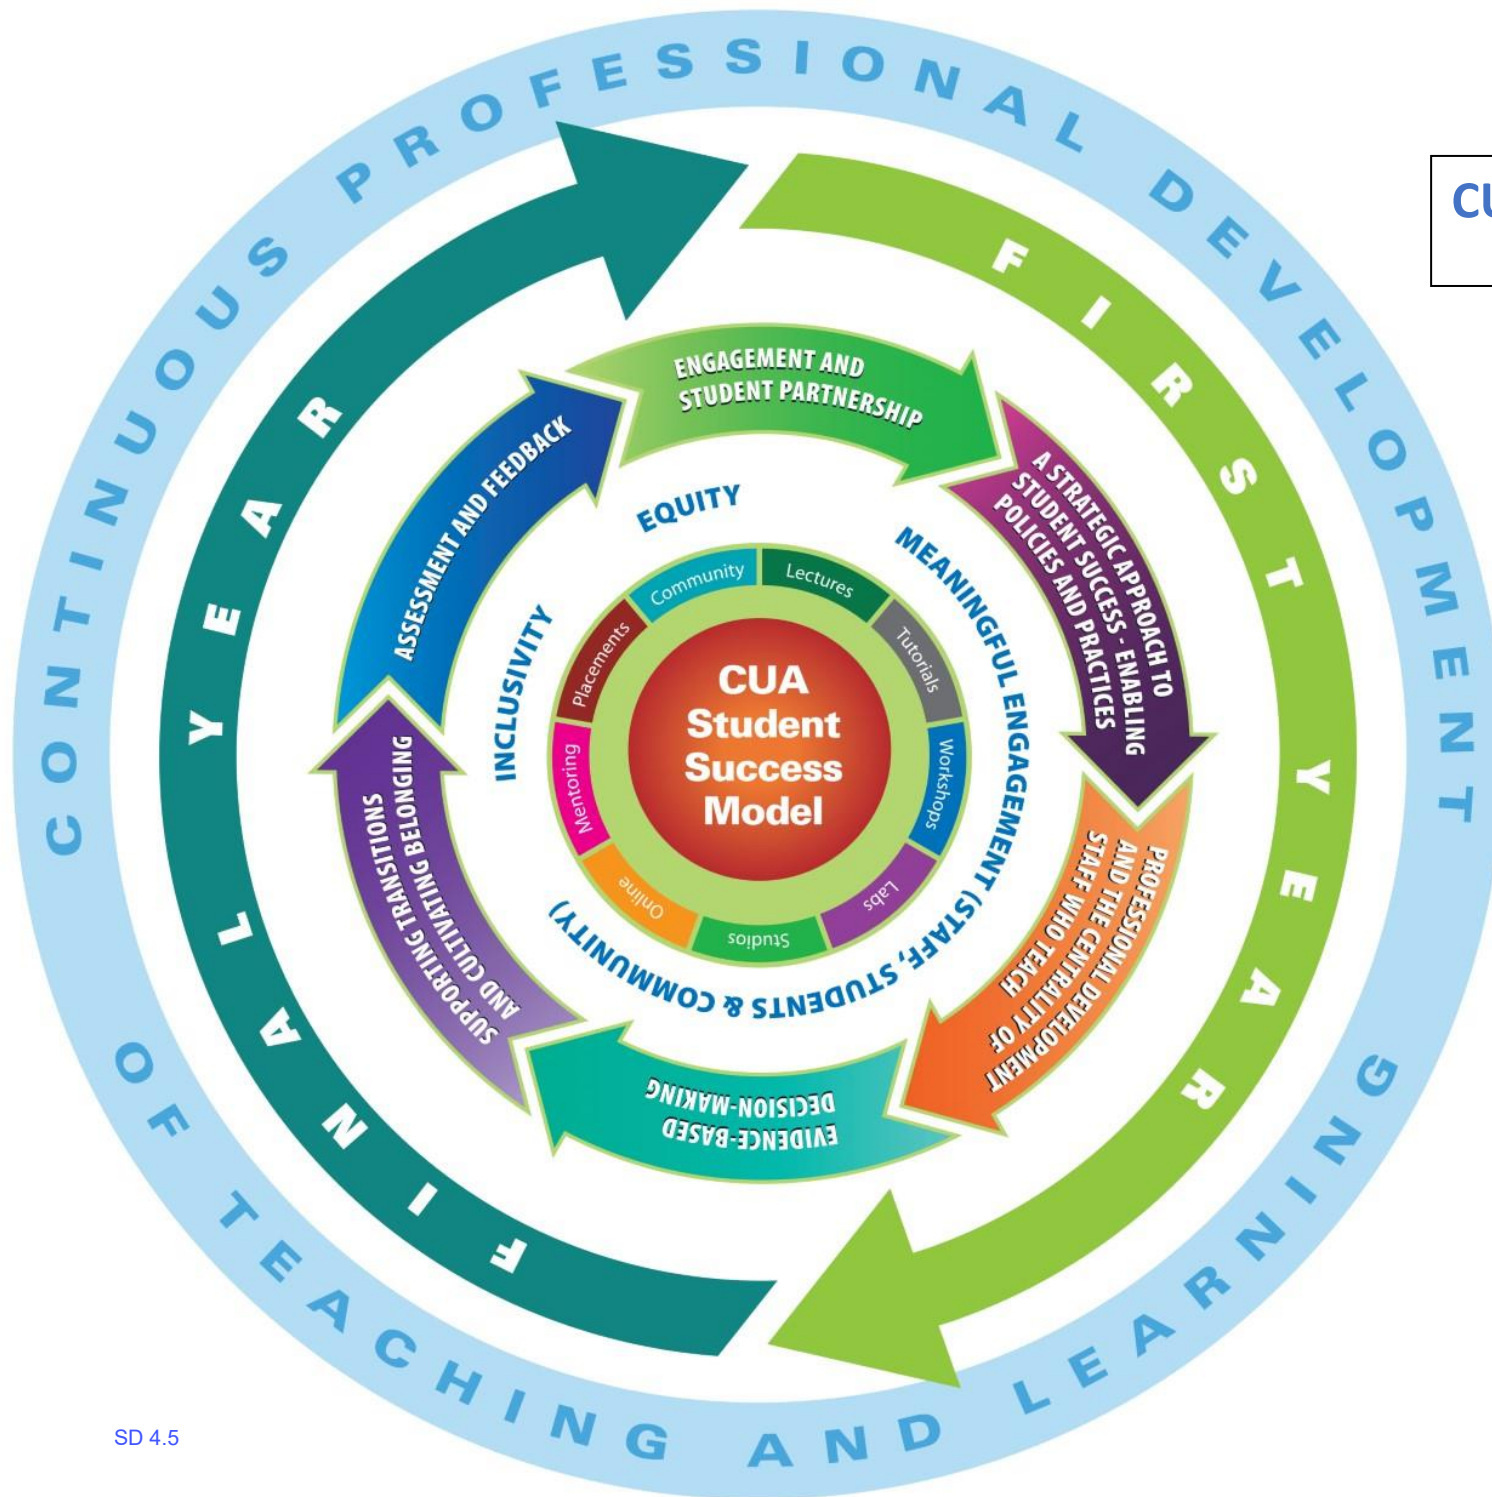 CONTINUOUS PROFESSIONAL DEVELOPMENT
OF TEACHING AND LEARNING
FIRST YEAR
FINAL YEAR
ENGAGEMENT AND
STUDENT PARTNERSHIP
A STRATEGIC APPROACH TO
STUDENT SUCCESS - ENABLING
POLICIES AND PRACTICES
PROFESSIONAL DEVELOPMENT
AND THE CENTRALITY OF
STAFF WHO TEACH
EVIDENCE-BASED
DECISION-MAKING
SUPPORTING TRANSITIONS
AND CULTIVATING BELONGING
ASSESSMENT AND FEEDBACK
EQUITY
MEANINGFUL ENGAGEMENT (STAFF, STUDENTS & COMMUNITY)
INCLUSIVITY
Community
Lectures
Tutorials
Workshops
Labs
Studios
Online
Mentoring
Placements
CUA
Student
Success
Model
SD 4.5